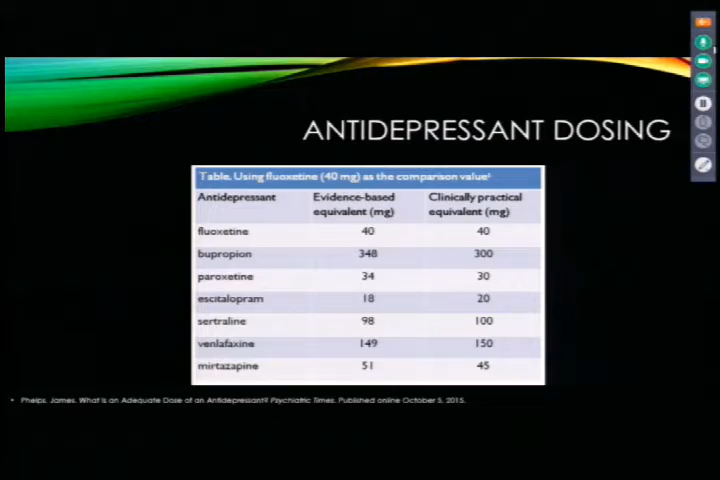 ANTIDEPRESSANT DOSING
Table. Using fluoxetine (40 mg) as the comparison value¹
Antidepressant Evidence-based equivalent (mg) Clinically practical equivalent (mg)
fluoxetine 40 40
bupropion 348 300
paroxetine 34 30
escitalopram 18 20
sertraline 98 100
venlafaxine 149 150
mirtazapine 51 45
• Phelps, James. What is an Adequate Dose of an Antidepressant? Psychiatric Times. Published online October 5, 2015.